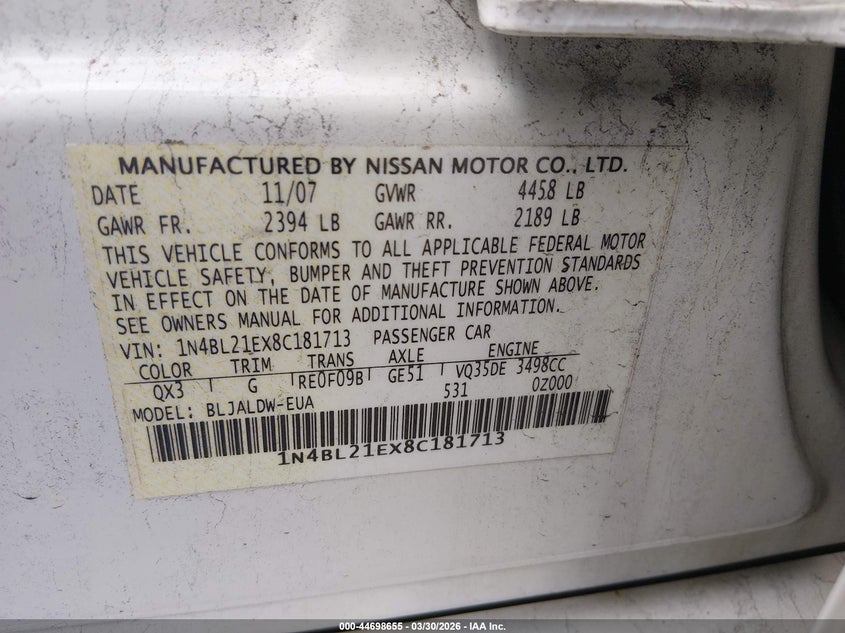 MANUFACTURED BY NISSAN MOTOR CO., LTD.
DATE 11/07 GVWR 4458 LB
GAWR FR. 2394 LB GAWR RR. 2189 LB
THIS VEHICLE CONFORMS TO ALL APPLICABLE FEDERAL MOTOR
VEHICLE SAFETY, BUMPER AND THEFT PREVENTION STANDARDS
IN EFFECT ON THE DATE OF MANUFACTURE SHOWN ABOVE.
SEE OWNERS MANUAL FOR ADDITIONAL INFORMATION.
VIN: 1N4BL21EX8C181713 PASSENGER CAR
COLOR TRIM TRANS AXLE ENGINE
QX3 G RE0F09B GE51 VQ35DE 3498CC
MODEL: BLJALDW-EUA 531 0Z000
1N4BL21EX8C181713
000-44698655 - 03/30/2026 - IAA Inc.